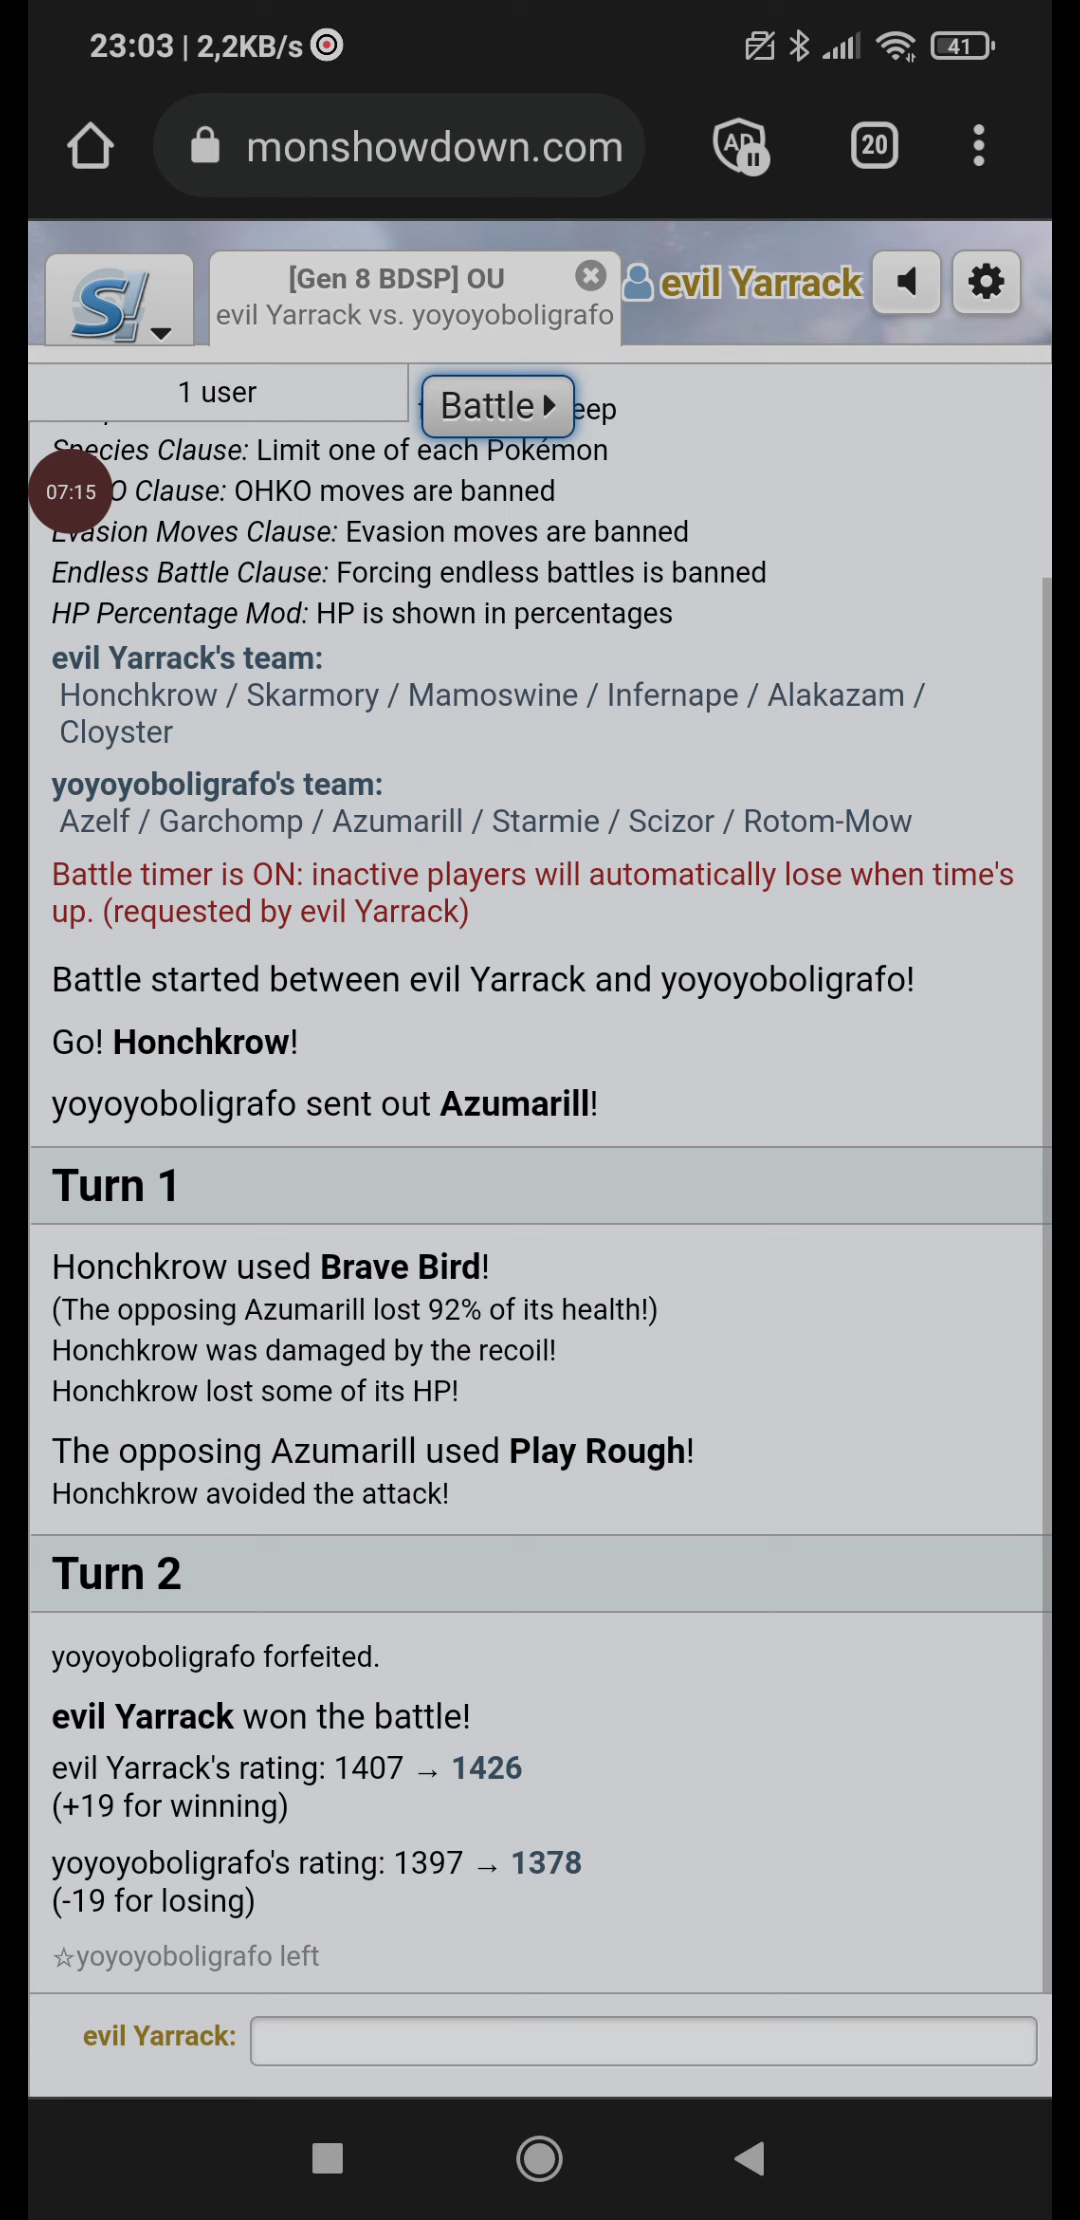 23:03 | 2,2KB/s
41
monshowdown.com
AD
20
S!
[Gen 8 BDSP] OU
evil Yarrack vs. yoyoyoboligrafo
evil Yarrack
1 user
Battle
eep
Species Clause: Limit one of each Pokémon
07:15
O Clause: OHKO moves are banned
Evasion Moves Clause: Evasion moves are banned
Endless Battle Clause: Forcing endless battles is banned
HP Percentage Mod: HP is shown in percentages
evil Yarrack's team:
Honchkrow / Skarmory / Mamoswine / Infernape / Alakazam /
Cloyster
yoyoyoboligrafo's team:
Azelf / Garchomp / Azumarill / Starmie / Scizor / Rotom-Mow
Battle timer is ON: inactive players will automatically lose when time's
up. (requested by evil Yarrack)
Battle started between evil Yarrack and yoyoyoboligrafo!
Go! Honchkrow!
yoyoyoboligrafo sent out Azumarill!
Turn 1
Honchkrow used Brave Bird!
(The opposing Azumarill lost 92% of its health!)
Honchkrow was damaged by the recoil!
Honchkrow lost some of its HP!
The opposing Azumarill used Play Rough!
Honchkrow avoided the attack!
Turn 2
yoyoyoboligrafo forfeited.
evil Yarrack won the battle!
evil Yarrack's rating: 1407 → 1426
(+19 for winning)
yoyoyoboligrafo's rating: 1397 → 1378
(-19 for losing)
☆yoyoyoboligrafo left
evil Yarrack: